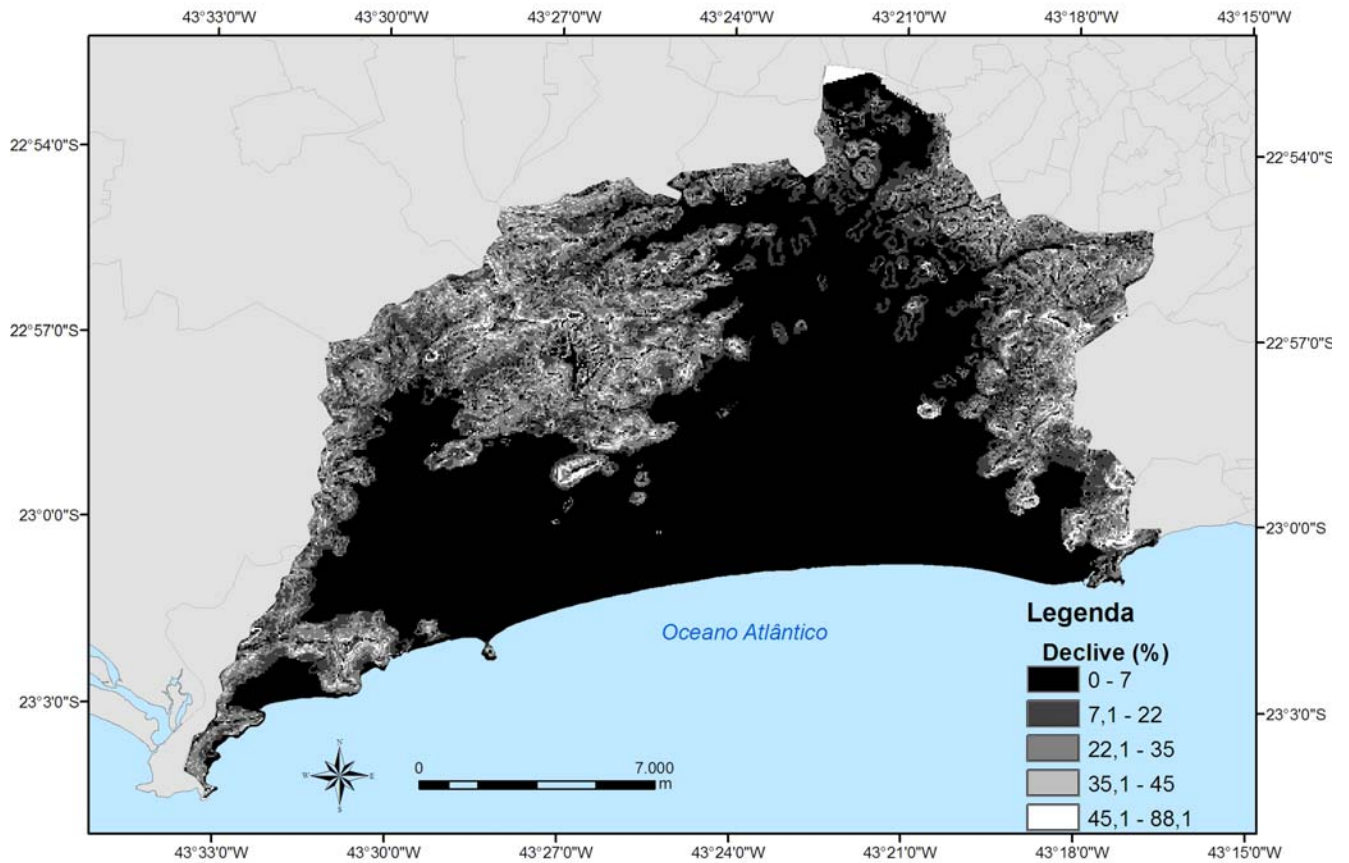 43°33'0"W 43°30'0"W 43°27'0"W 43°24'0"W 43°21'0"W 43°18'0"W 43°15'0"W
22°54'0"S 22°54'0"S
22°57'0"S 22°57'0"S
23°0'0"S 23°0'0"S
Oceano Atlântico
Legenda
Declive (%)
0 - 7
7,1 - 22
22,1 - 35
35,1 - 45
45,1 - 88,1
23°3'0"S 23°3'0"S
N
W E
S
0 7.000
m
43°33'0"W 43°30'0"W 43°27'0"W 43°24'0"W 43°21'0"W 43°18'0"W 43°15'0"W